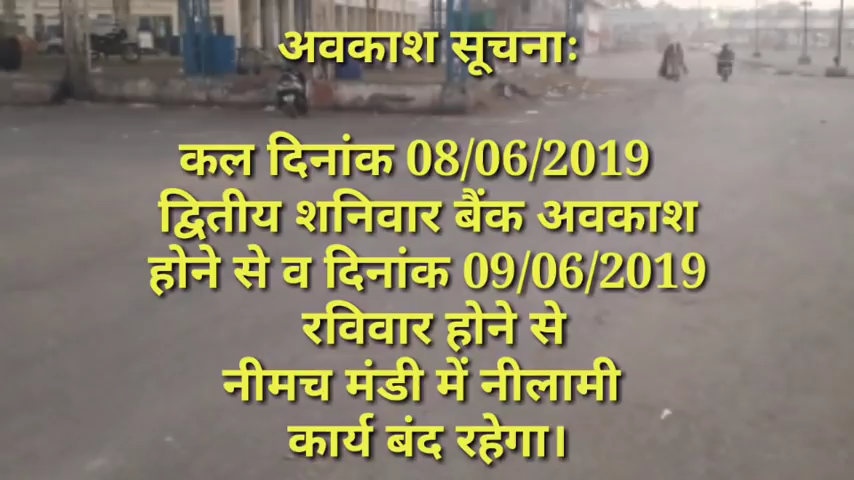 अवकाश सूचनाः
कल दिनांक 08/06/2019
द्वितीय शनिवार बैंक अवकाश
होने से व दिनांक 09/06/2019
रविवार होने से
नीमच मंडी में नीलामी
कार्य बंद रहेगा।